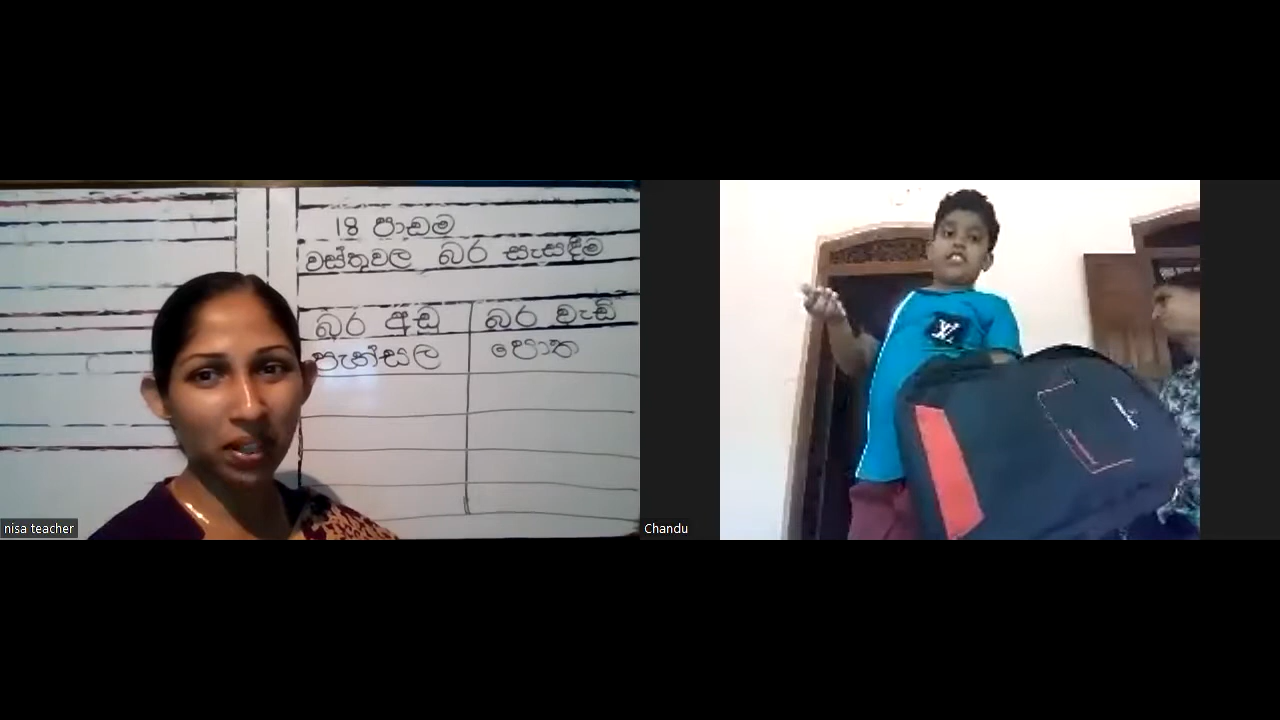 18 පාඩම
වස්තුවල බර සැසඳීම
බර අඩු බර වැඩි
පැන්සල පොත
nisa teacher
Chandu